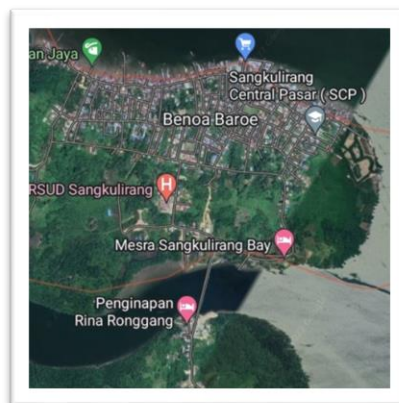 an Jaya
Sangkulirang
Central Pasar ( SCP )
Benoa Baroe
RSUD Sangkulirang
H
Mesra Sangkulirang Bay
Penginapan
Rina Ronggang